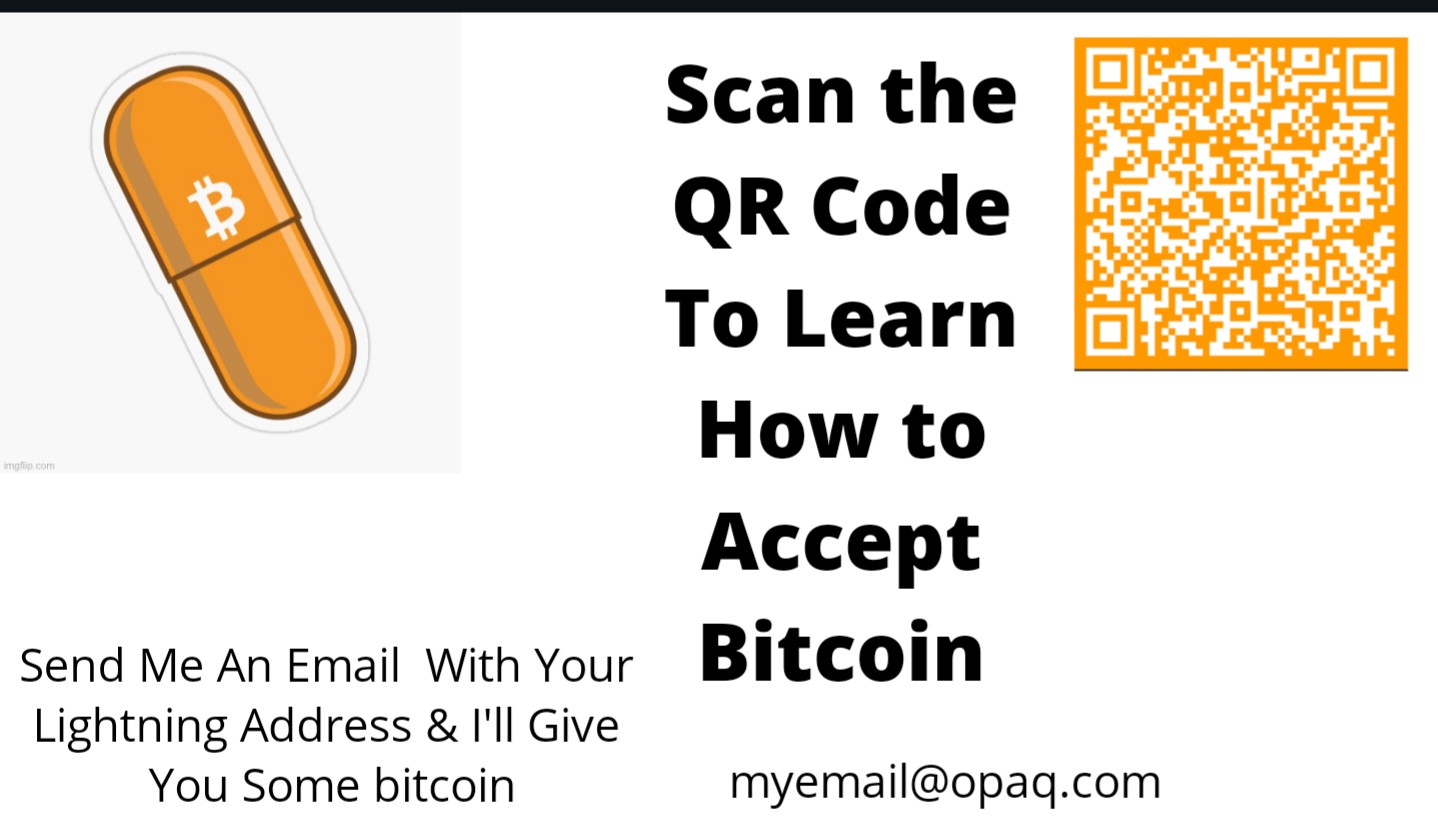 Scan the
QR Code
To Learn
How to
Accept
Bitcoin
imgflip.com
Send Me An Email  With Your
Lightning Address & I'll Give
You Some bitcoin
myemail@opaq.com